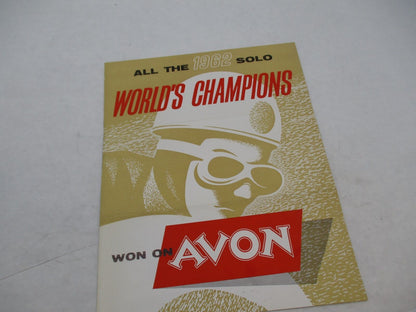 ALL THE 1962 SOLO
WORLD'S CHAMPIONS
WON ON AVON